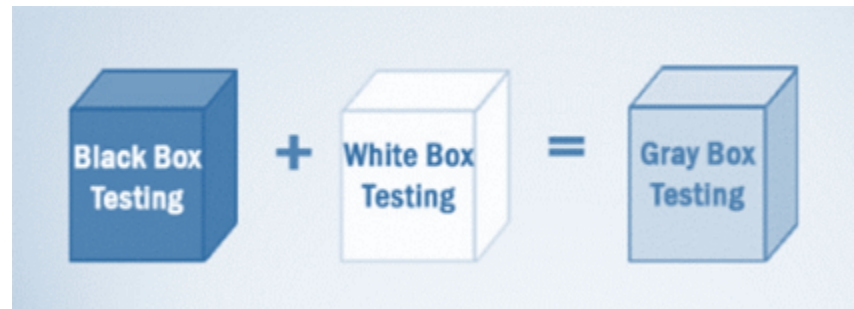 Black Box
Testing
+
White Box
Testing
=
Gray Box
Testing